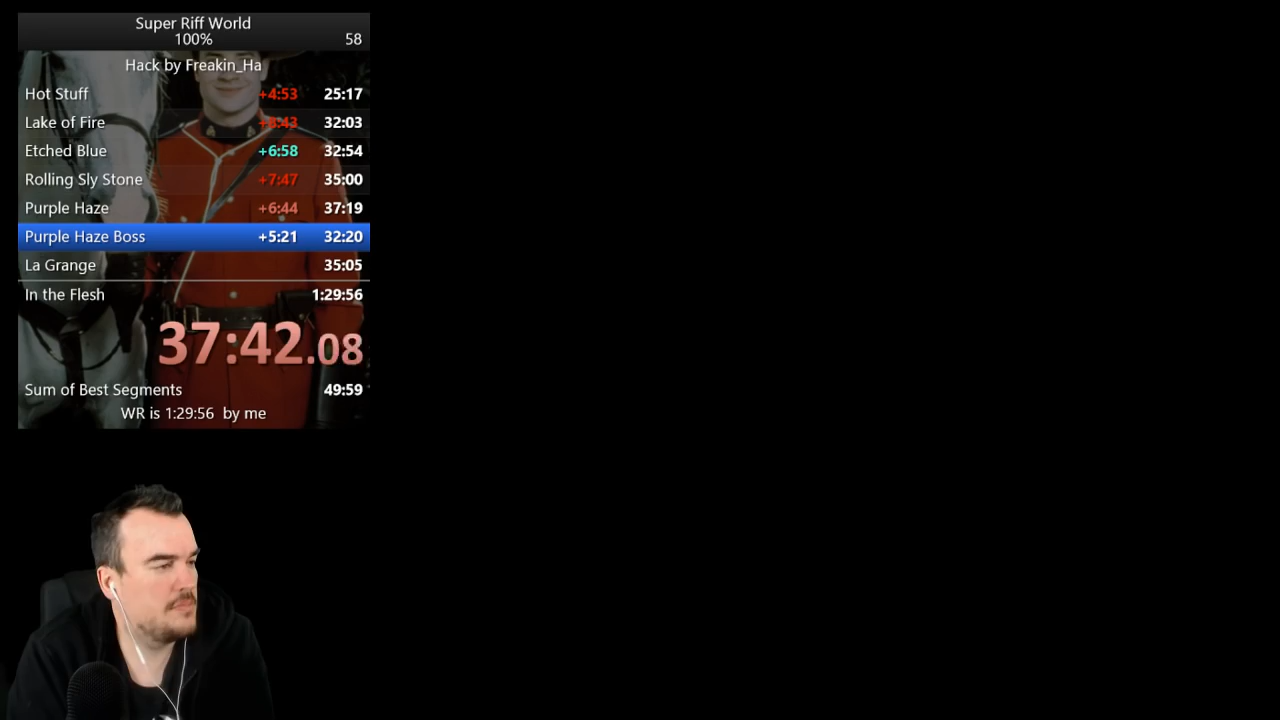 Super Riff World
100% 58
Hack by Freakin_Ha
Hot Stuff +4:53 25:17
Lake of Fire +8:43 32:03
Etched Blue +6:58 32:54
Rolling Sly Stone +7:47 35:00
Purple Haze +6:44 37:19
Purple Haze Boss +5:21 32:20
La Grange 35:05
In the Flesh 1:29:56
37:42.08
Sum of Best Segments 49:59
WR is 1:29:56 by me